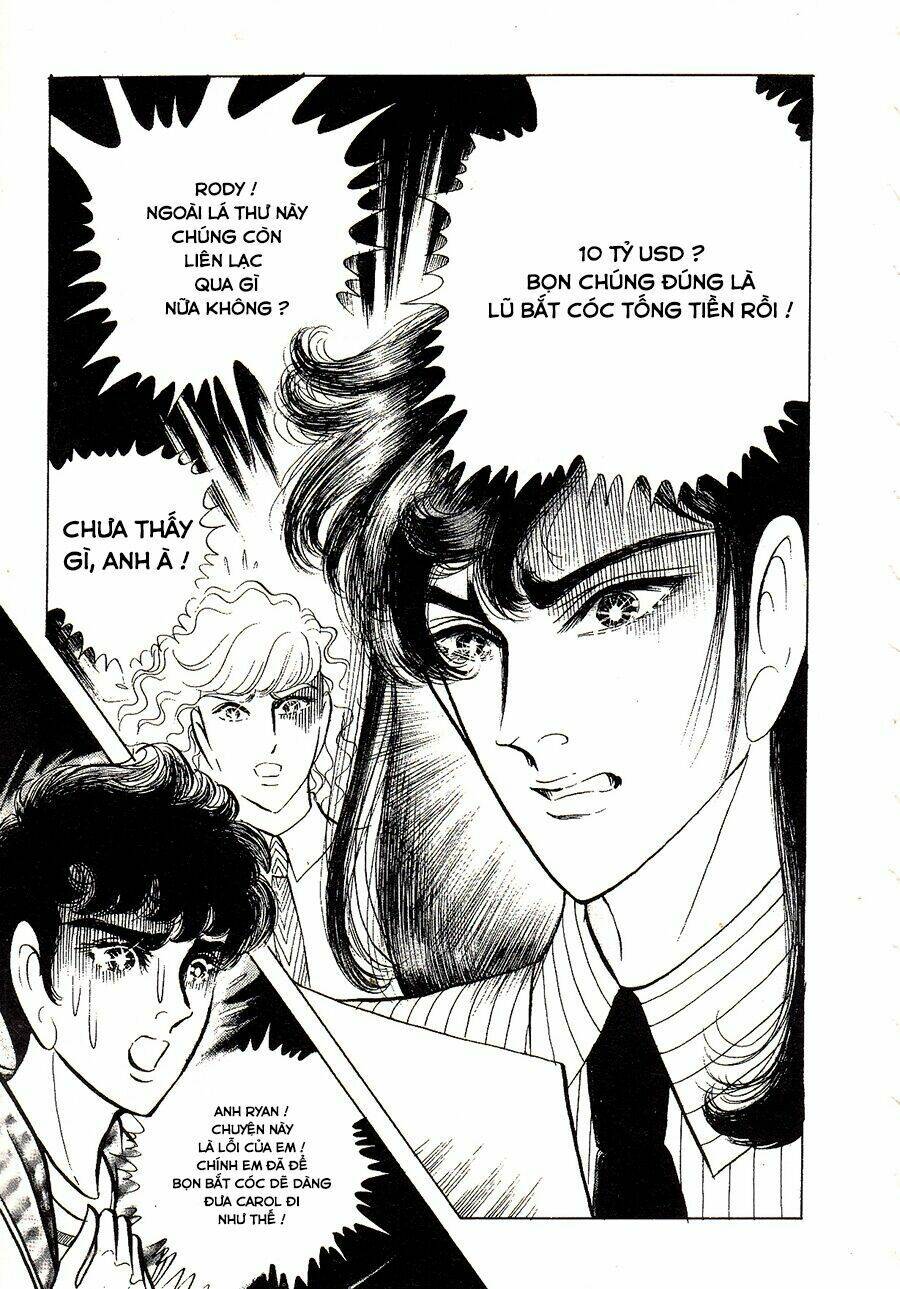 10 TỶ USD ?
BỌN CHÚNG ĐÚNG LÀ
LŨ BẮT CÓC TỐNG TIỀN RỒI !
RODY !
NGOÀI LÁ THƯ NÀY
CHÚNG CÒN
LIÊN LẠC
QUA GÌ
NỮA KHÔNG ?
CHƯA THẤY
GÌ, ANH À !
ANH RYAN !
CHUYỆN NÀY
LÀ LỖI CỦA EM !
CHÍNH EM ĐÃ ĐỂ
BỌN BẮT CÓC DẼ DÀNG
ĐƯA CAROL ĐI
NHƯ THẾ !